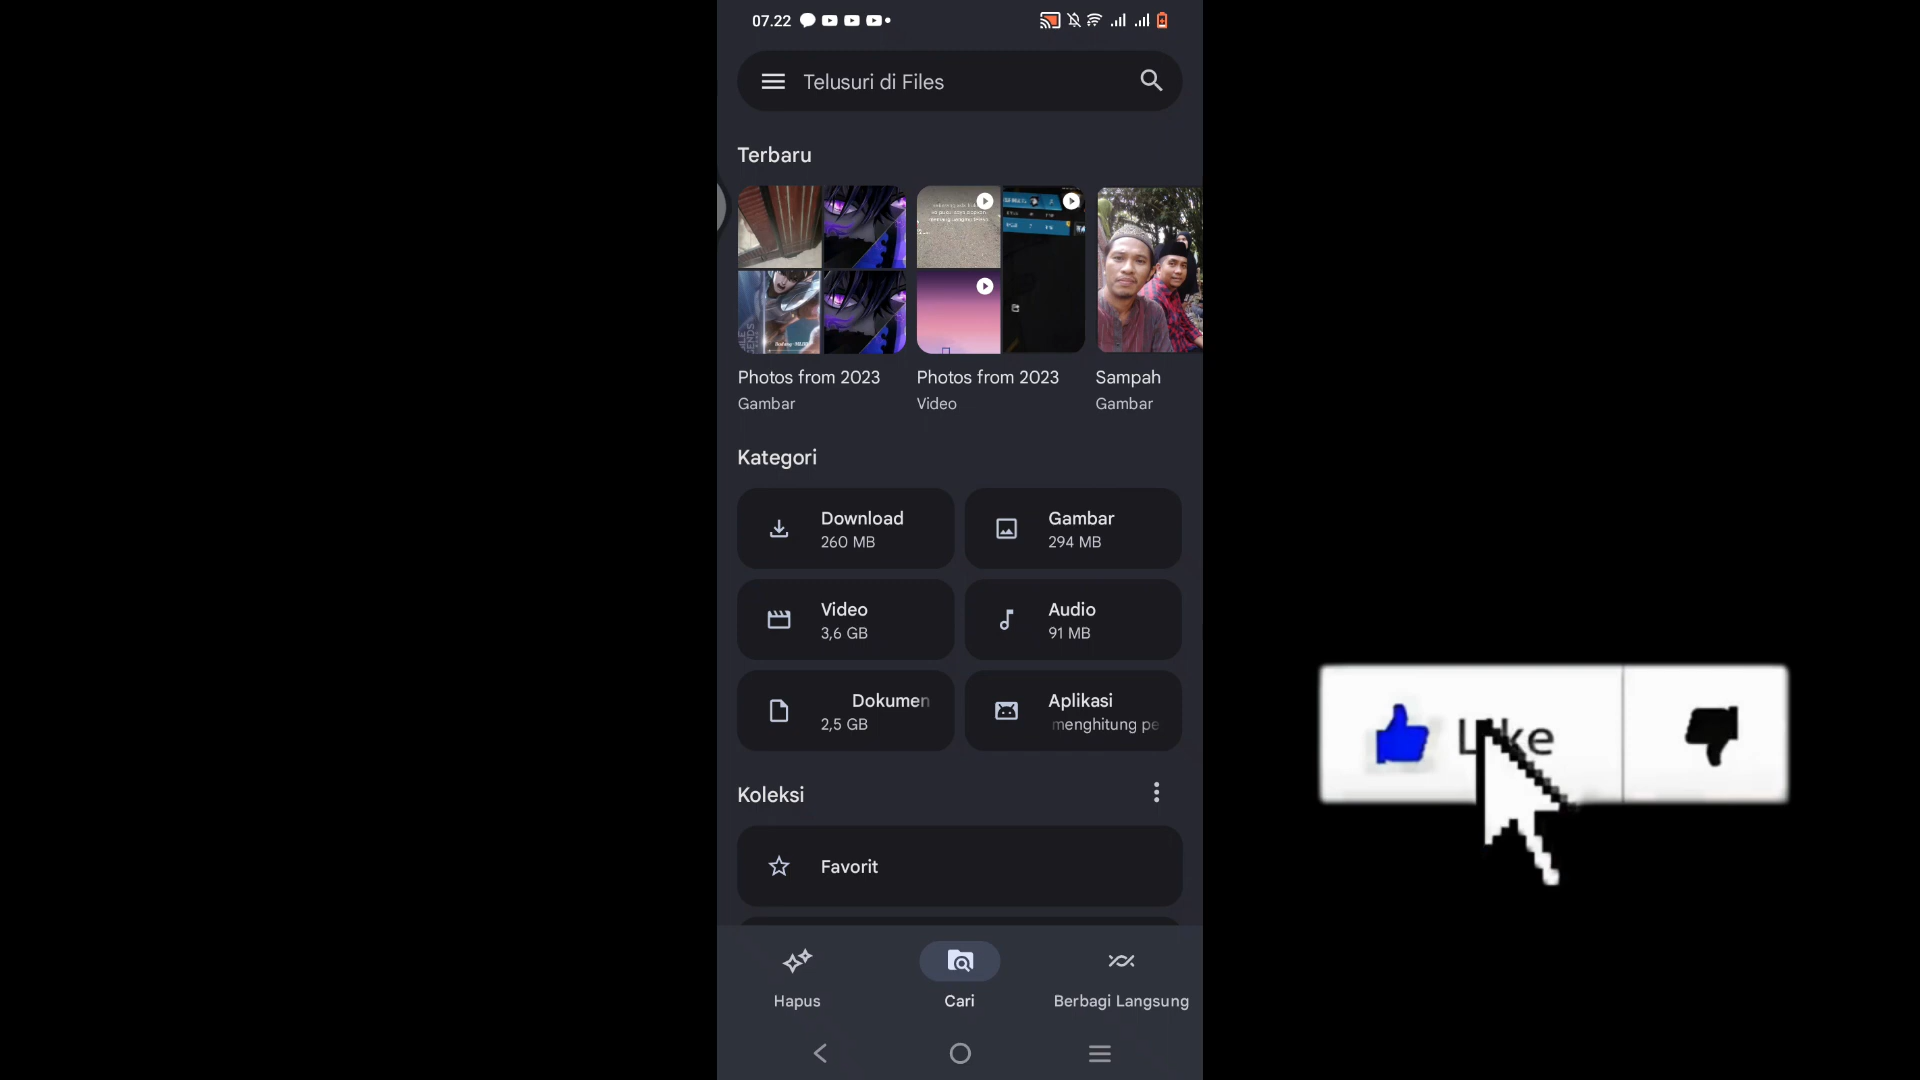 07.22
Telusuri di Files
Terbaru
Photos from 2023
Gambar
Photos from 2023
Video
Sampah
Gambar
Kategori
Download
260 MB
Gambar
294 MB
Video
3,6 GB
Audio
91 MB
Dokumen
2,5 GB
Aplikasi
menghitung pe
Koleksi
Favorit
Hapus
Cari
Berbagi Langsung
Like